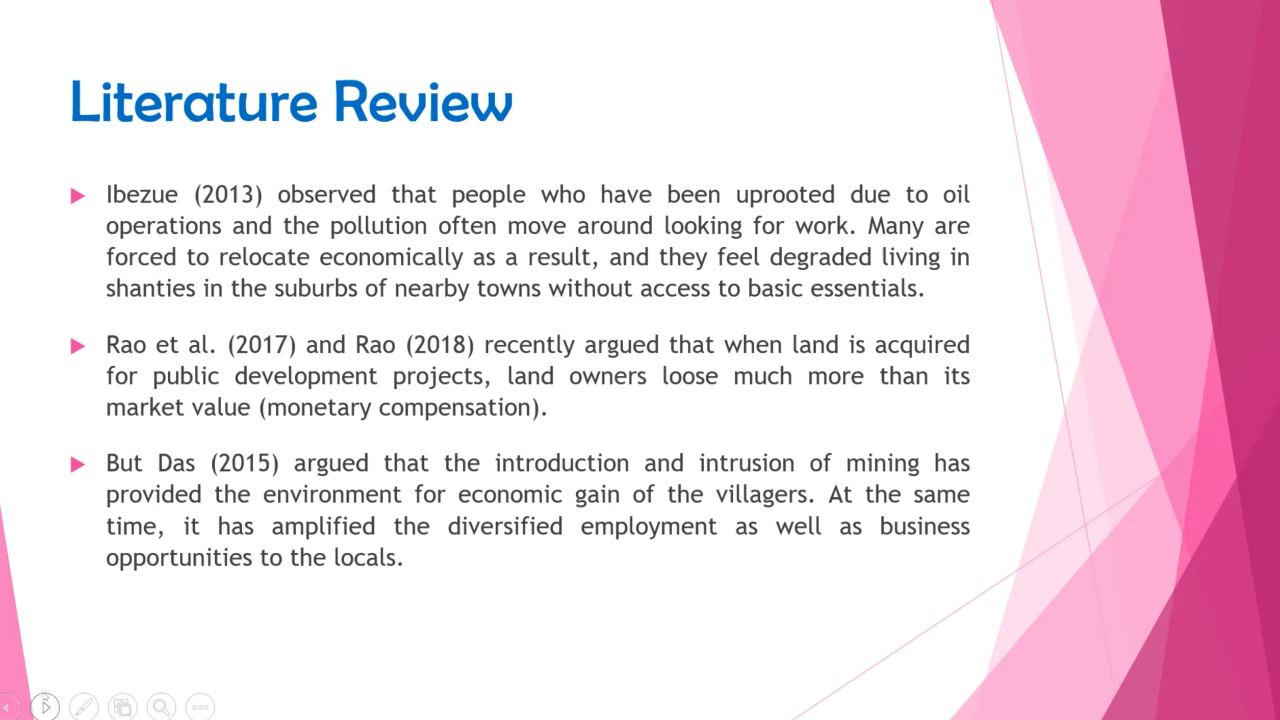 Literature Review
Ibezue (2013) observed that people who have been uprooted due to oil
operations and the pollution often move around looking for work. Many are
forced to relocate economically as a result, and they feel degraded living in
shanties in the suburbs of nearby towns without access to basic essentials.
Rao et al. (2017) and Rao (2018) recently argued that when land is acquired
for public development projects, land owners loose much more than its
market value (monetary compensation).
But Das (2015) argued that the introduction and intrusion of mining has
provided the environment for economic gain of the villagers. At the same
time, it has amplified the diversified employment as well as business
opportunities to the locals.